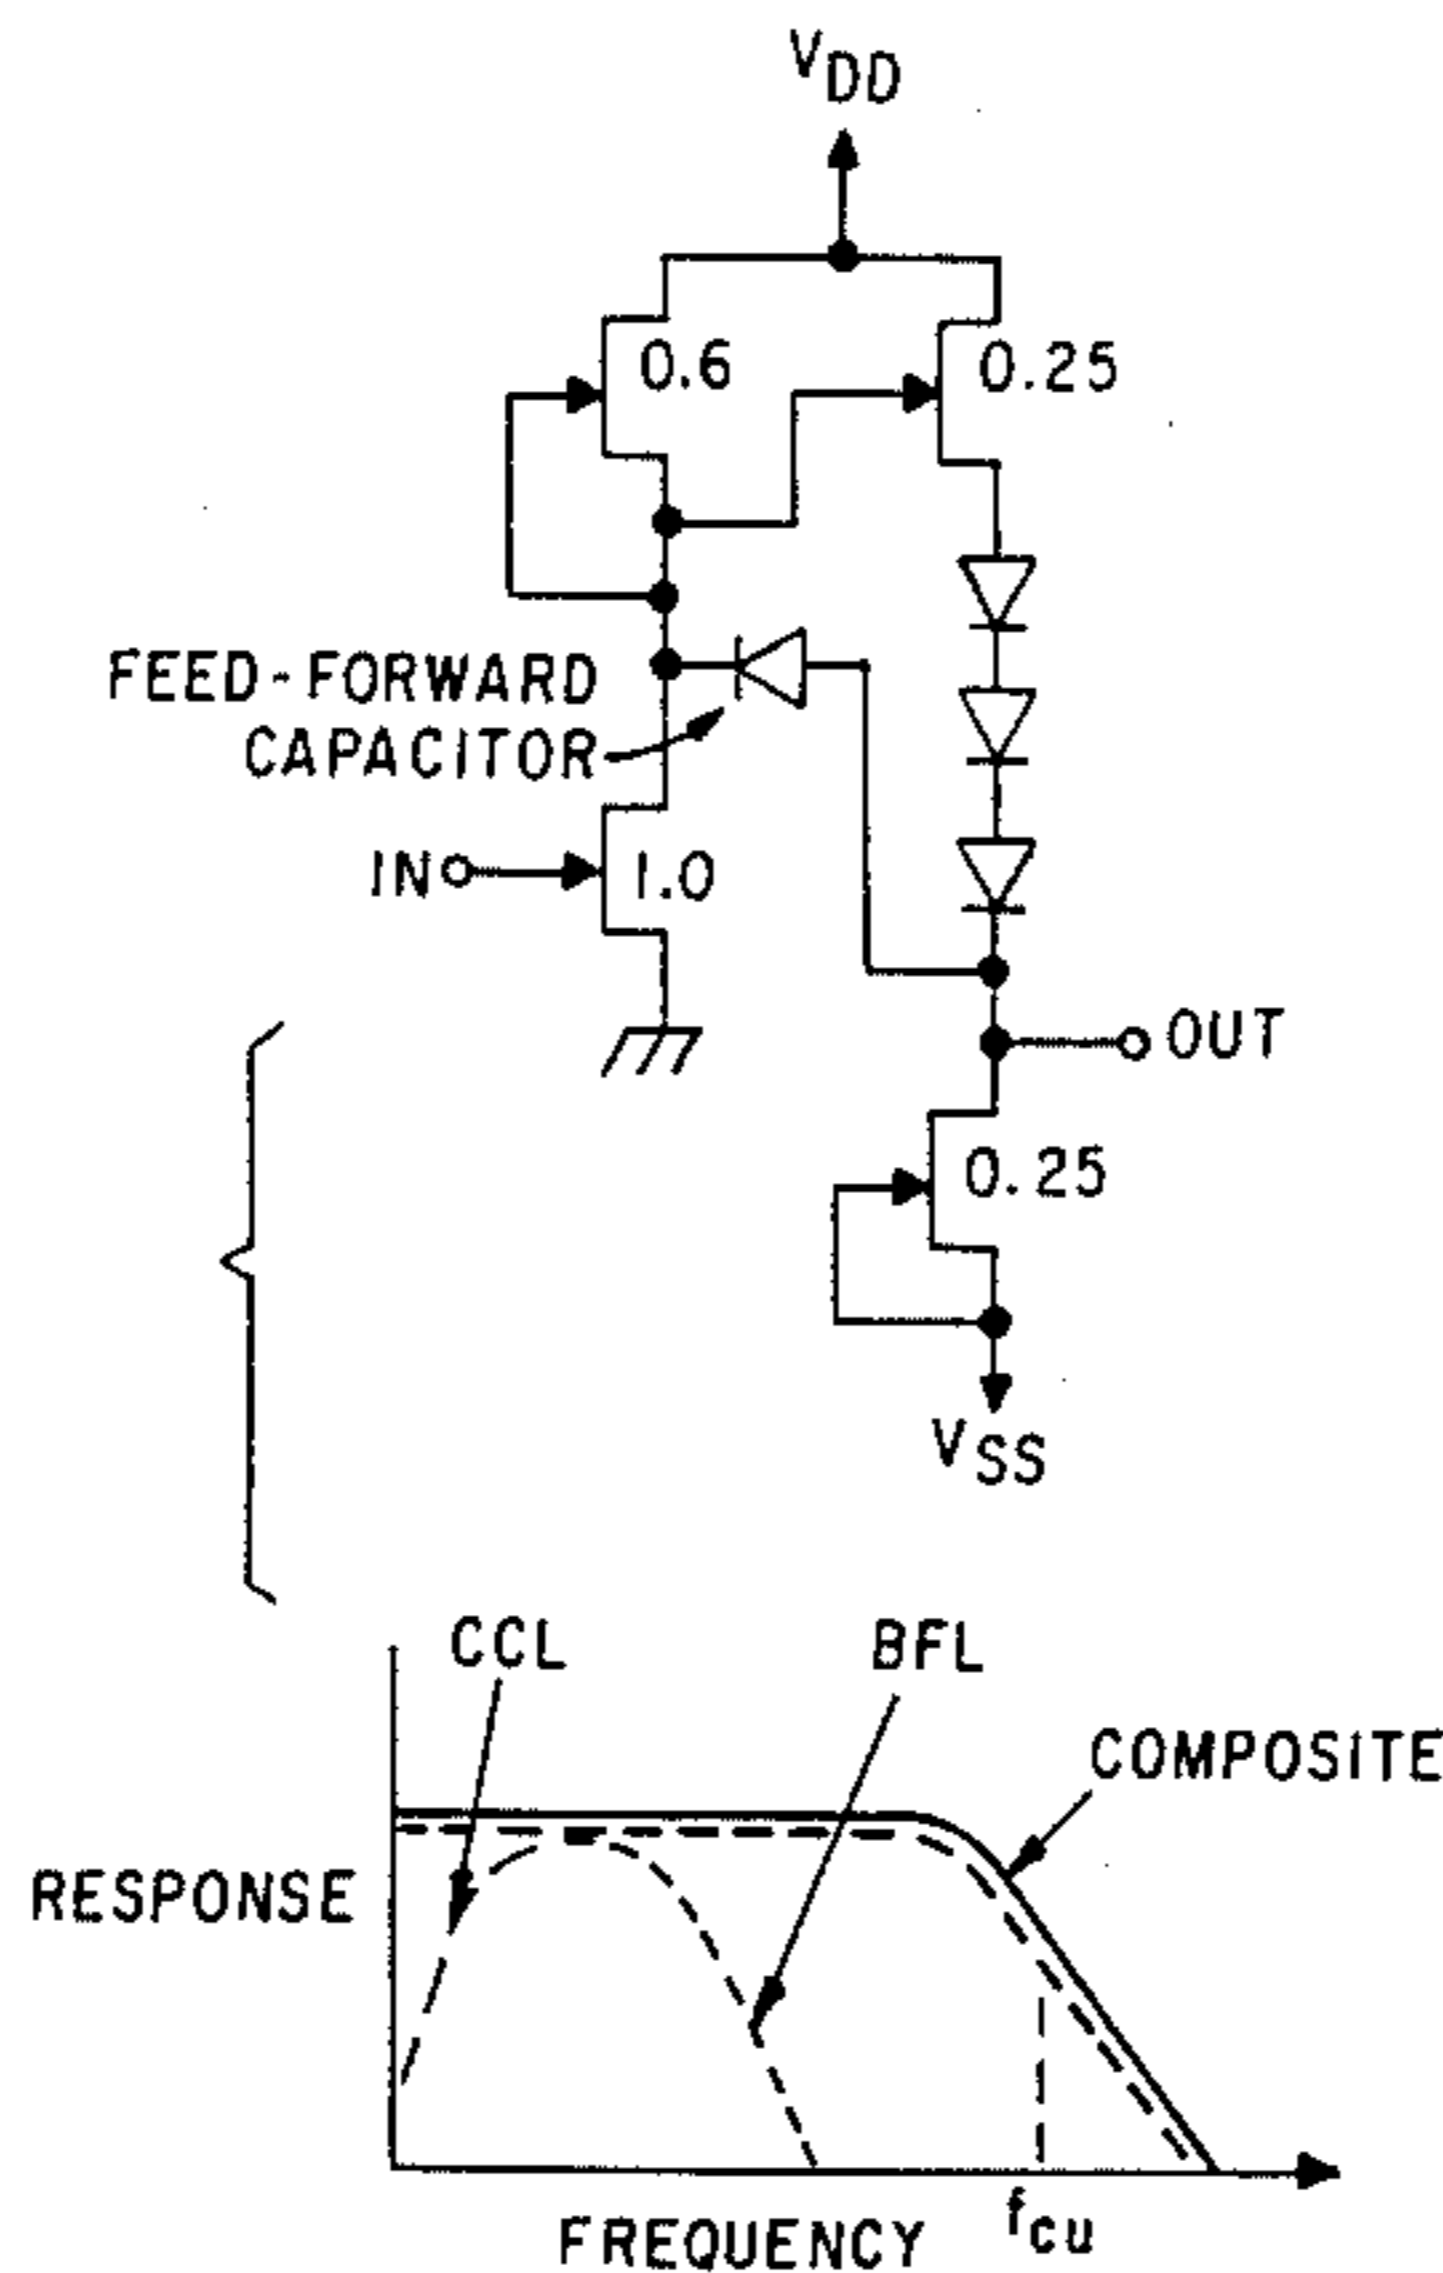 VDD
0.6
0.25
FEED-FORWARD
CAPACITOR
IN
1.0
OUT
0.25
VSS
CCL
BFL
COMPOSITE
RESPONSE
FREQUENCY
fcu